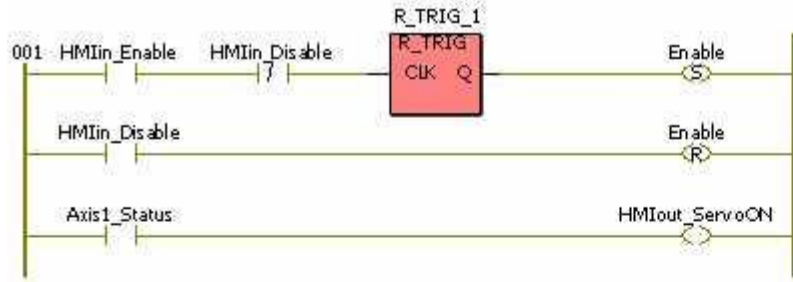 R_TRIG_1
001 HMIin_Enable HMIin_Disable R_TRIG Enable
/ CLK Q S
HMIin_Disable Enable
R
Axis1_Status HMIout_ServoON